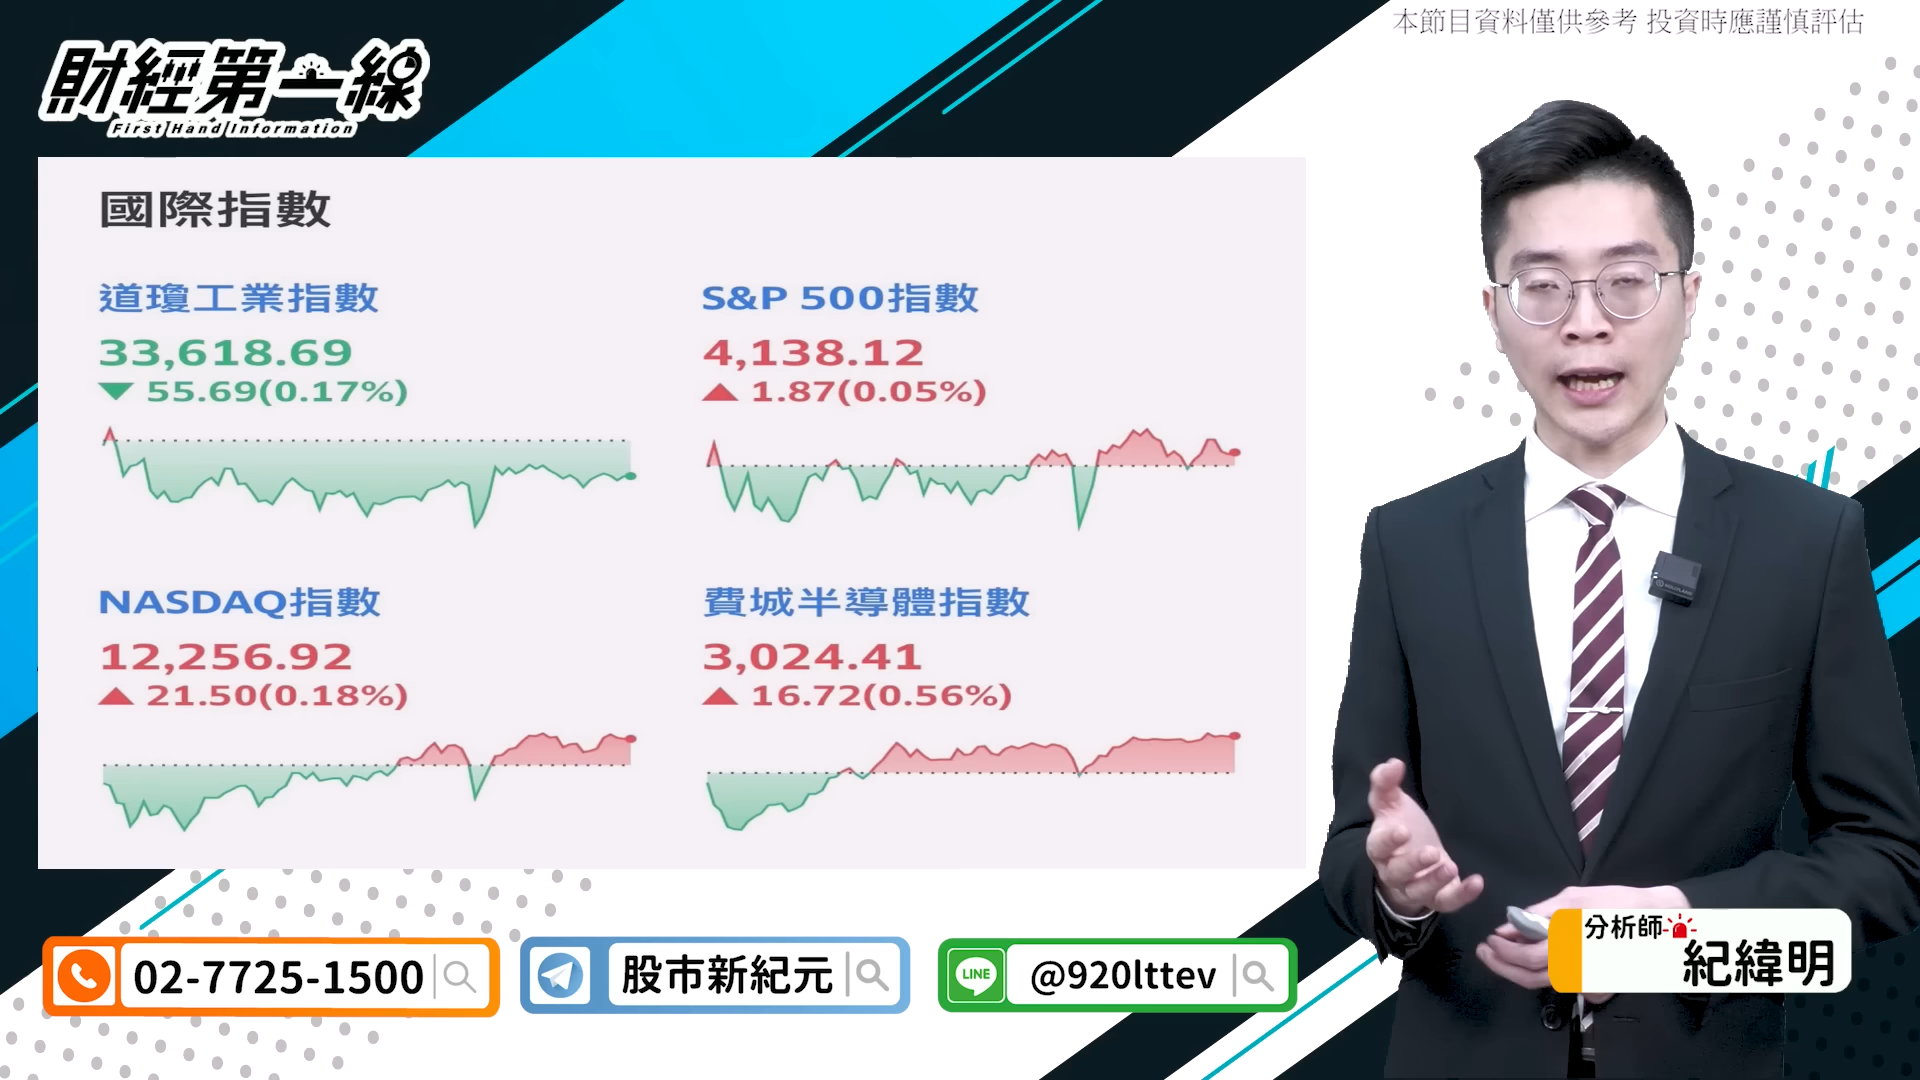 本節目資料僅供參考 投資時應謹慎評估
財經第一線
First Hand Information
國際指數
道瓊工業指數
33,618.69
▼ 55.69(0.17%)
S&P 500指數
4,138.12
▲ 1.87(0.05%)
NASDAQ指數
12,256.92
▲ 21.50(0.18%)
費城半導體指數
3,024.41
▲ 16.72(0.56%)
02-7725-1500
股市新紀元
LINE
@920lttev
分析師
紀緯明